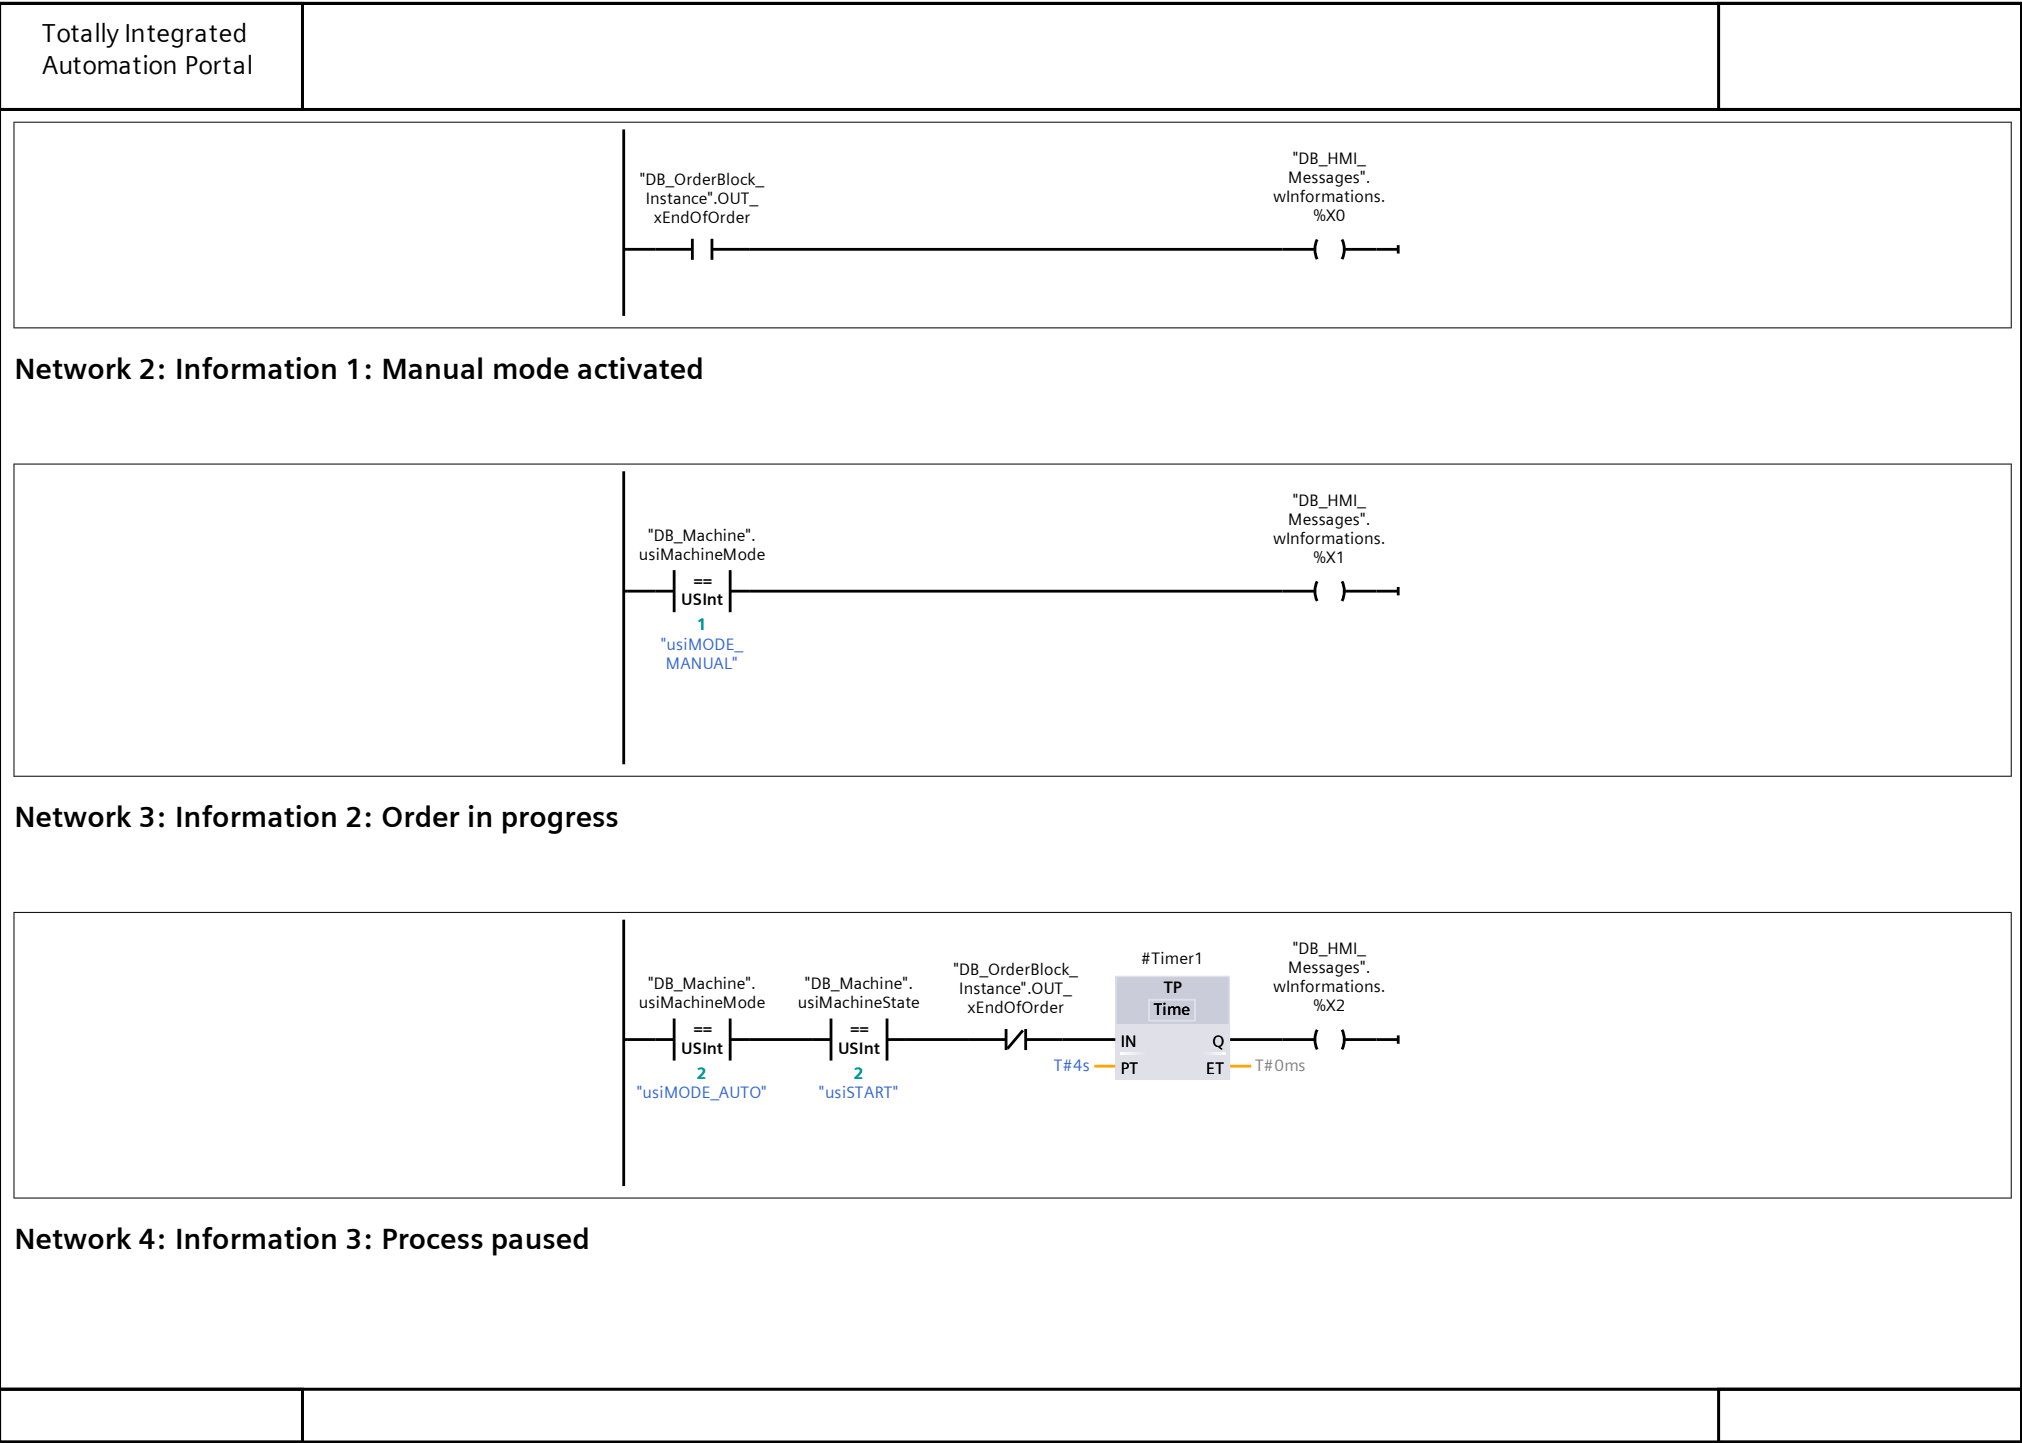 Totally Integrated
Automation Portal
"DB_OrderBlock_
Instance".OUT_
xEndOfOrder
"DB_HMI_
Messages".
wInformations.
%X0
Network 2: Information 1: Manual mode activated
"DB_Machine".
usiMachineMode
==
USInt
1
"usiMODE_
MANUAL"
"DB_HMI_
Messages".
wInformations.
%X1
Network 3: Information 2: Order in progress
"DB_Machine".
usiMachineMode
==
USInt
2
"usiMODE_AUTO"
"DB_Machine".
usiMachineState
==
USInt
2
"usiSTART"
"DB_OrderBlock_
Instance".OUT_
xEndOfOrder
#Timer1
TP
Time
IN Q
T#4s PT ET T#0ms
"DB_HMI_
Messages".
wInformations.
%X2
Network 4: Information 3: Process paused